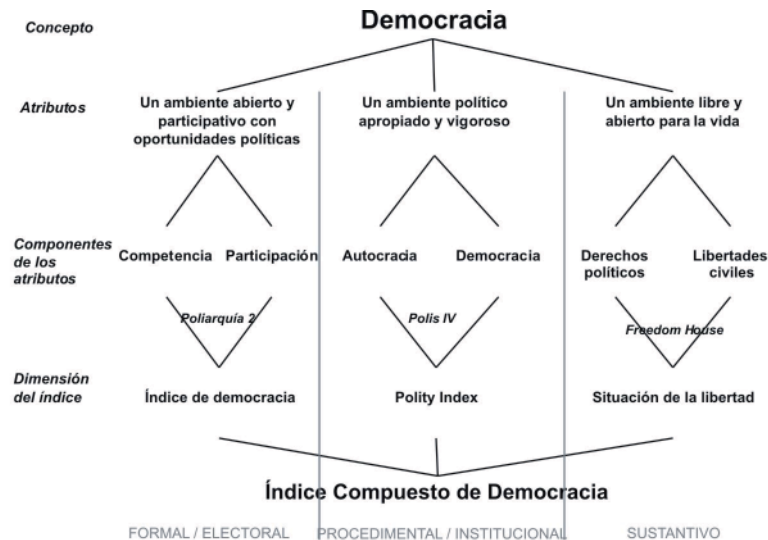 Concepto
Democracia
Atributos
Un ambiente abierto y
participativo con
oportunidades políticas
Un ambiente político
apropiado y vigoroso
Un ambiente libre y
abierto para la vida
Componentes
de los
atributos
Competencia
Participación
Autocracia
Democracia
Derechos
políticos
Libertades
civiles
Poliarquía 2
Polis IV
Freedom House
Dimensión
del índice
Índice de democracia
Polity Index
Situación de la libertad
Índice Compuesto de Democracia
FORMAL / ELECTORAL
PROCEDIMENTAL / INSTITUCIONAL
SUSTANTIVO